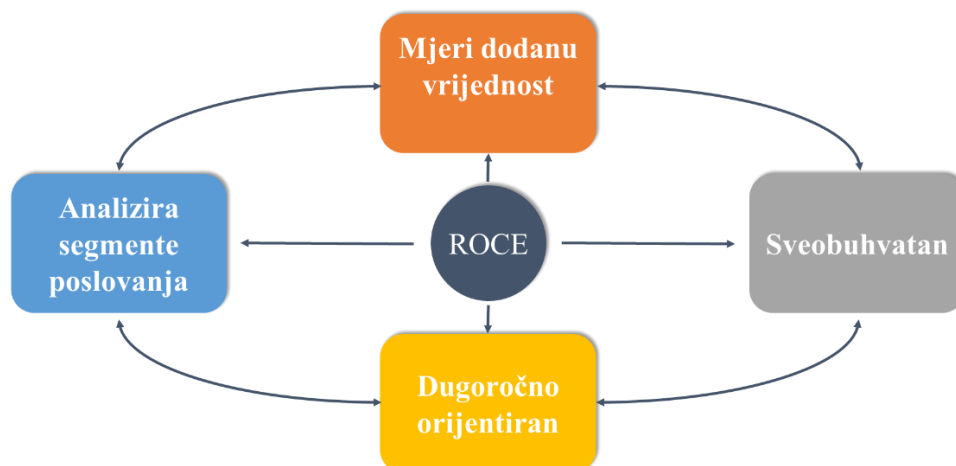 Mjeri dodanu
vrijednost
Analizira
segmente
poslovanja
ROCE
Sveobuhvatan
Dugoročno
orijentiran